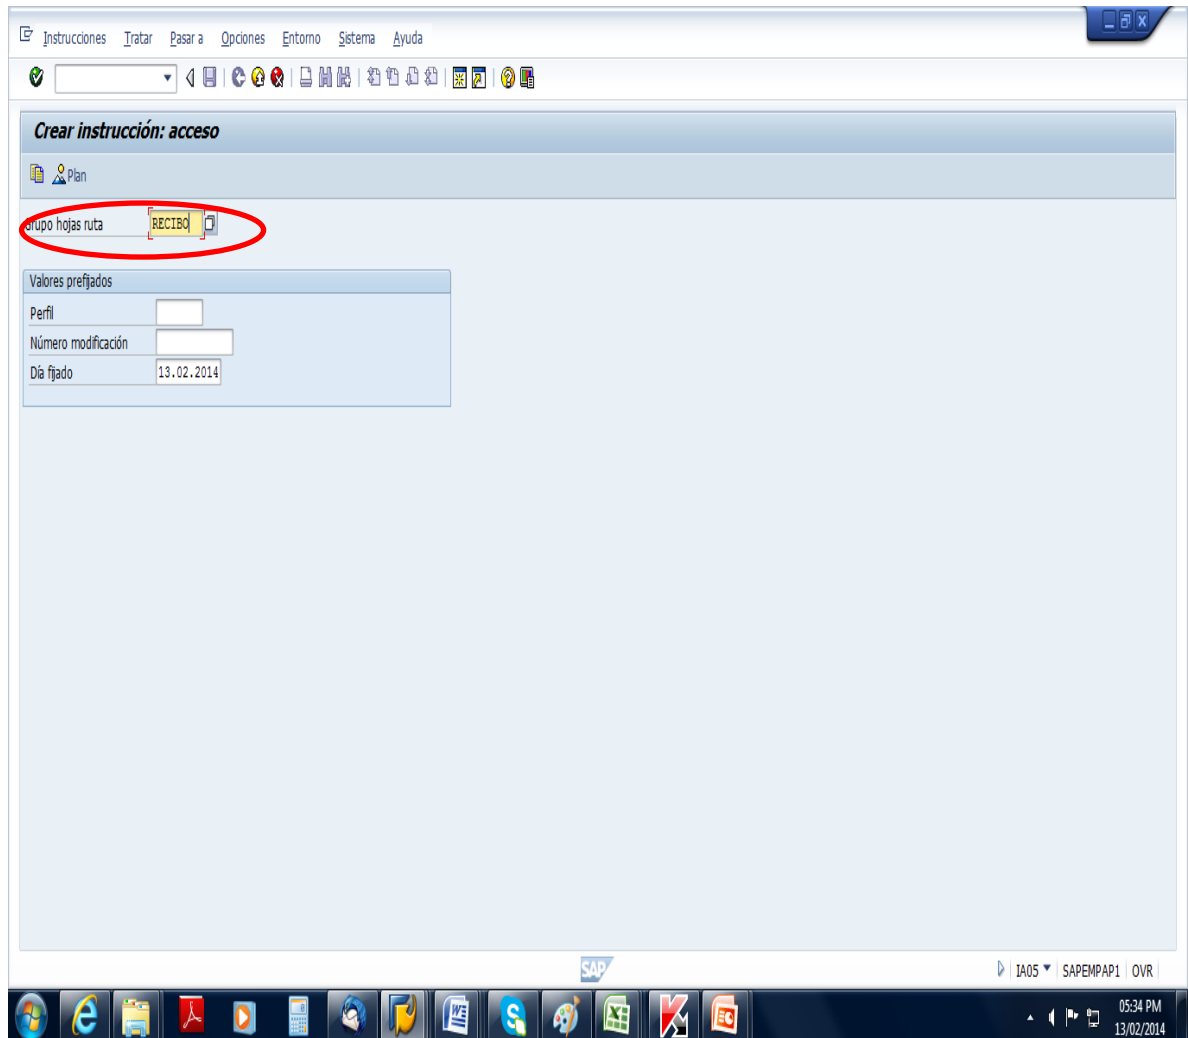 Instrucciones Tratar Pasar a Opciones Entorno Sistema Ayuda
Crear instrucción: acceso
Plan
Grupo hojas ruta RECIBO
Valores prefijados
Perfil
Número modificación
Día fijado 13.02.2014
SAP
IA05 SAPEMPAP1 OVR
05:34 PM
13/02/2014